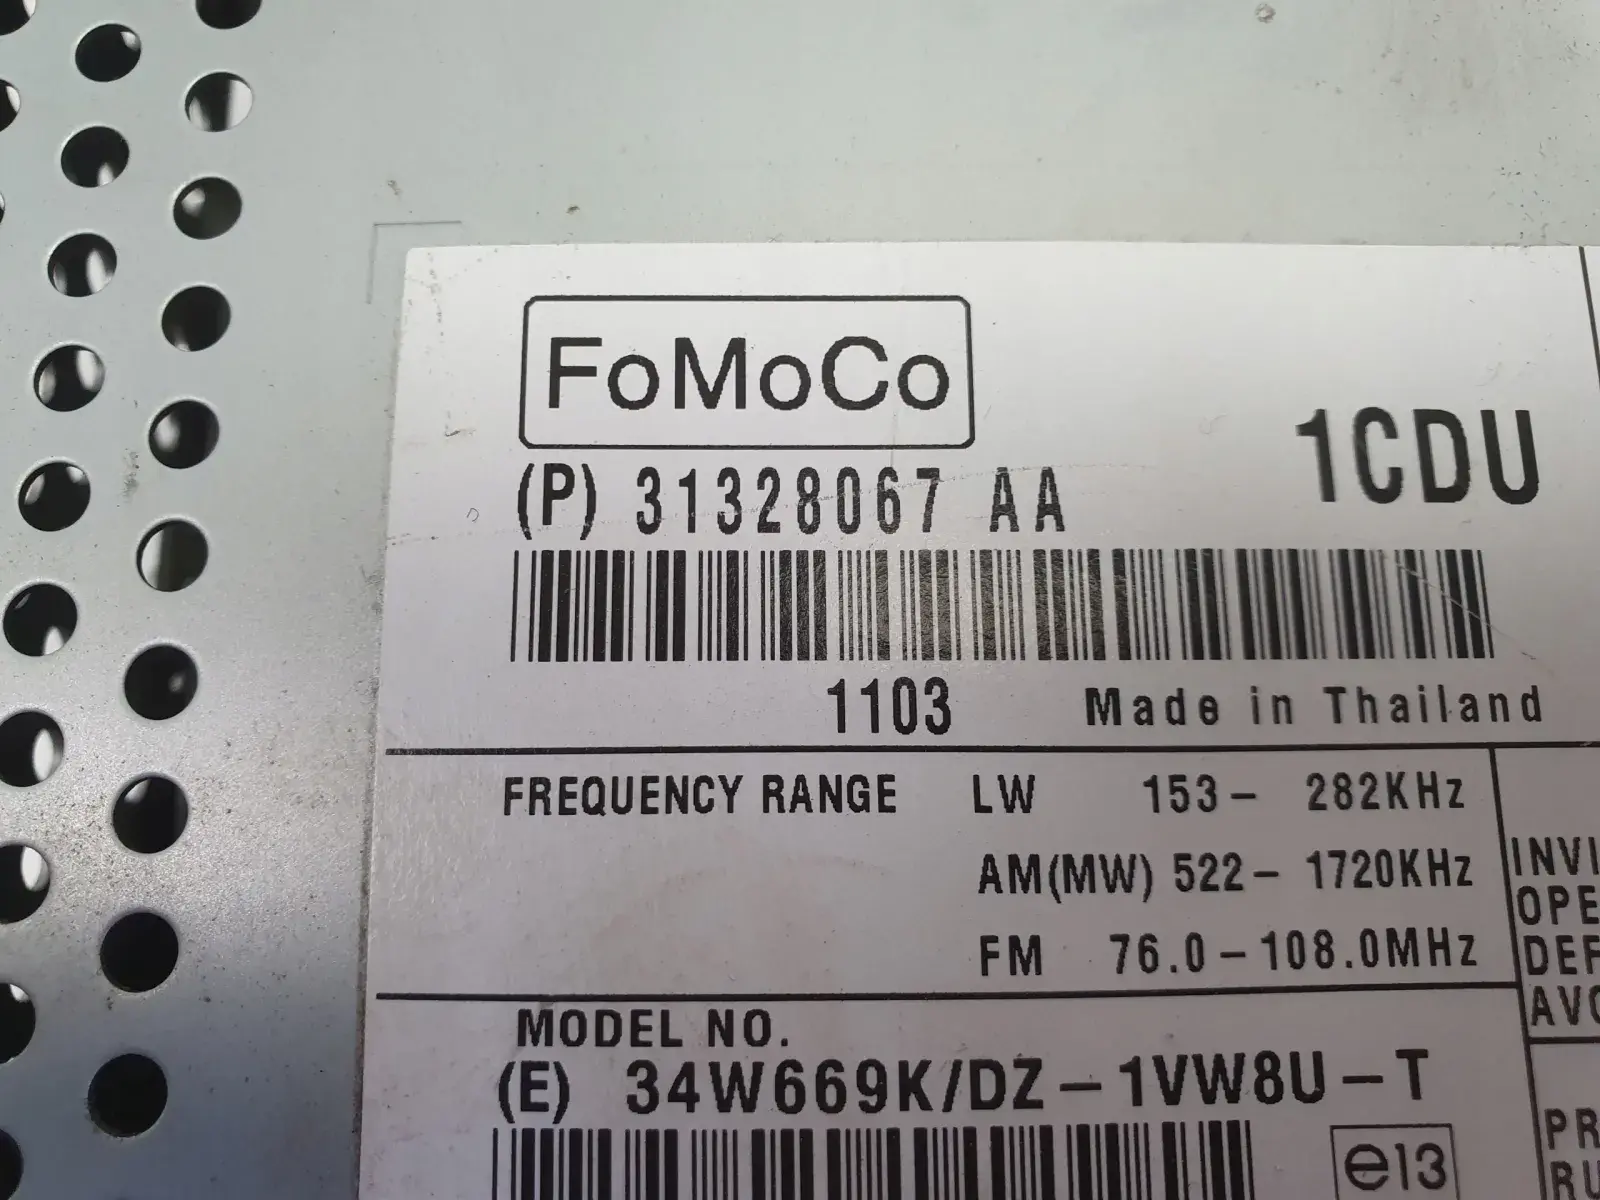 FoMoCo
1CDU
(P) 31328067 AA
1103 Made in Thailand
FREQUENCY RANGE LW 153- 282KHz
AM(MW) 522- 1720KHz
FM 76.0-108.0MHz
MODEL NO.
(E) 34W669K/DZ-1VW8U-T
e13